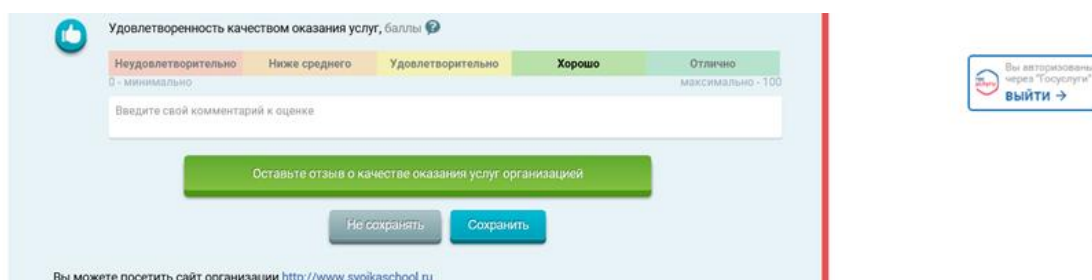 Удовлетворенность качеством оказания услуг, баллы ?
Неудовлетворительно Ниже среднего Удовлетворительно Хорошо Отлично
0 - минимально максимально - 100
Введите свой комментарий к оценке
Оставьте отзыв о качестве оказания услуг организацией
Не сохранять Сохранить
Вы можете посетить сайт организации http://www.svoikaschool.ru
Вы авторизованы
через "Госуслуги"
ВЫЙТИ →